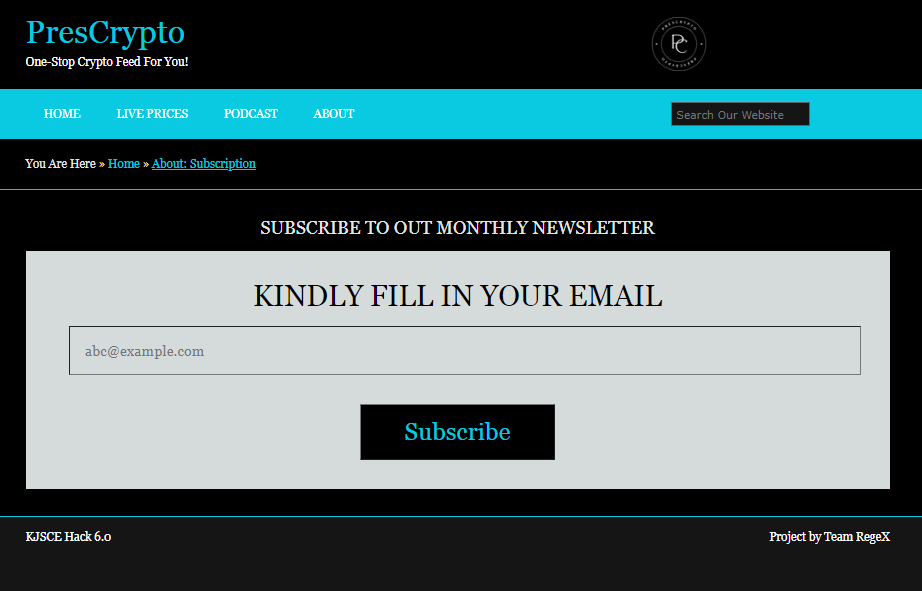 PresCrypto
One-Stop Crypto Feed For You!
PRESCRYPTO
PC
PRESCRYPTO
HOME LIVE PRICES PODCAST ABOUT
Search Our Website
You Are Here » Home » About: Subscription
SUBSCRIBE TO OUT MONTHLY NEWSLETTER
KINDLY FILL IN YOUR EMAIL
abc@example.com
Subscribe
KJSCE Hack 6.0
Project by Team RegeX